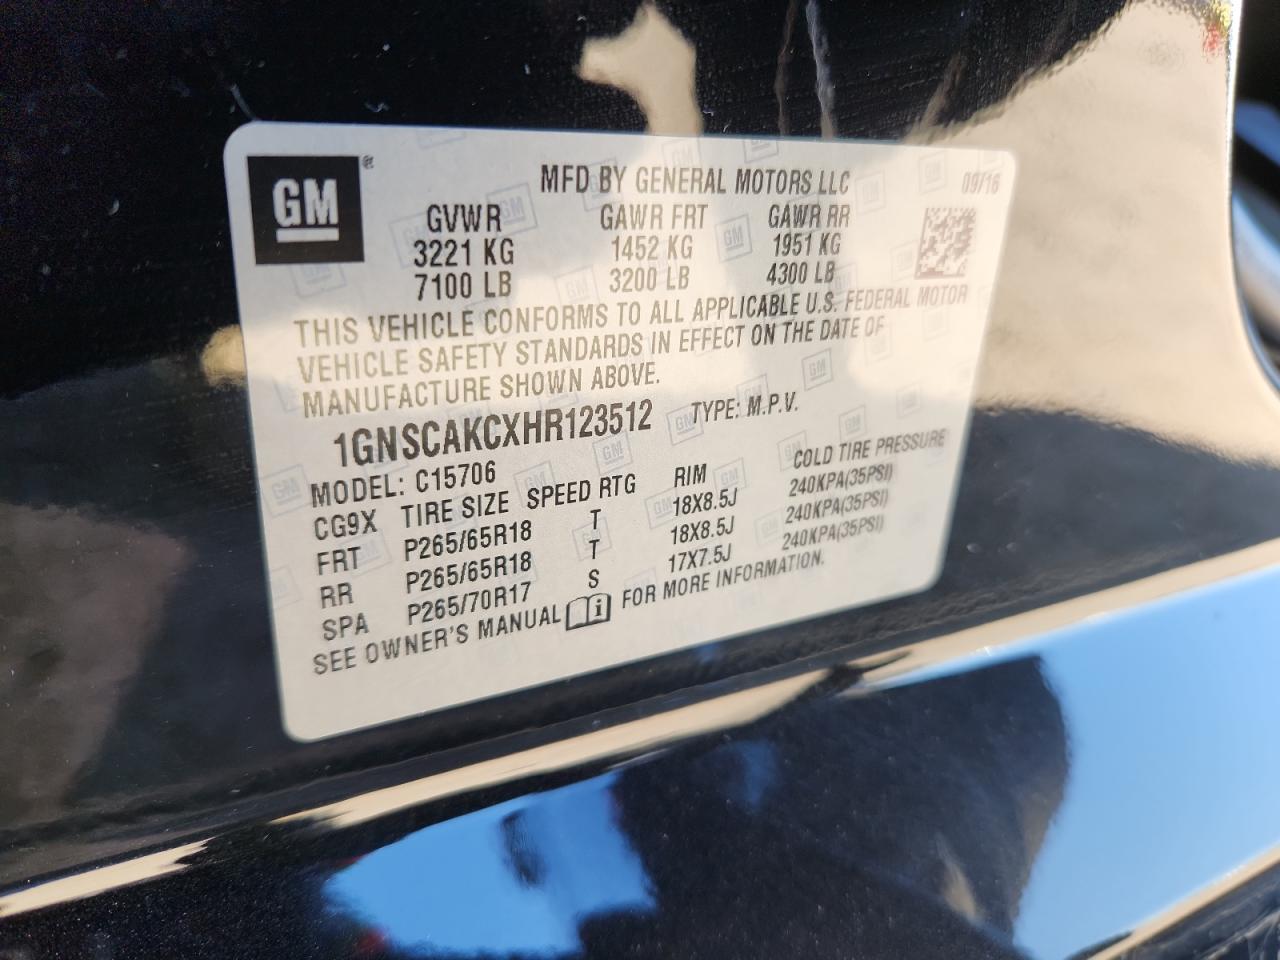 GM ®
MFD BY GENERAL MOTORS LLC 09/16
GVWR GAWR FRT GAWR RR
3221 KG 1452 KG 1951 KG
7100 LB 3200 LB 4300 LB
THIS VEHICLE CONFORMS TO ALL APPLICABLE U.S. FEDERAL MOTOR
VEHICLE SAFETY STANDARDS IN EFFECT ON THE DATE OF
MANUFACTURE SHOWN ABOVE.
1GNSCAKCXHR123512 TYPE: M.P.V.
MODEL: C15706
CG9X TIRE SIZE SPEED RTG RIM COLD TIRE PRESSURE
FRT P265/65R18 T 18X8.5J 240KPA(35PSI)
RR P265/65R18 T 18X8.5J 240KPA(35PSI)
SPA P265/70R17 S 17X7.5J 240KPA(35PSI)
SEE OWNER'S MANUAL i FOR MORE INFORMATION.